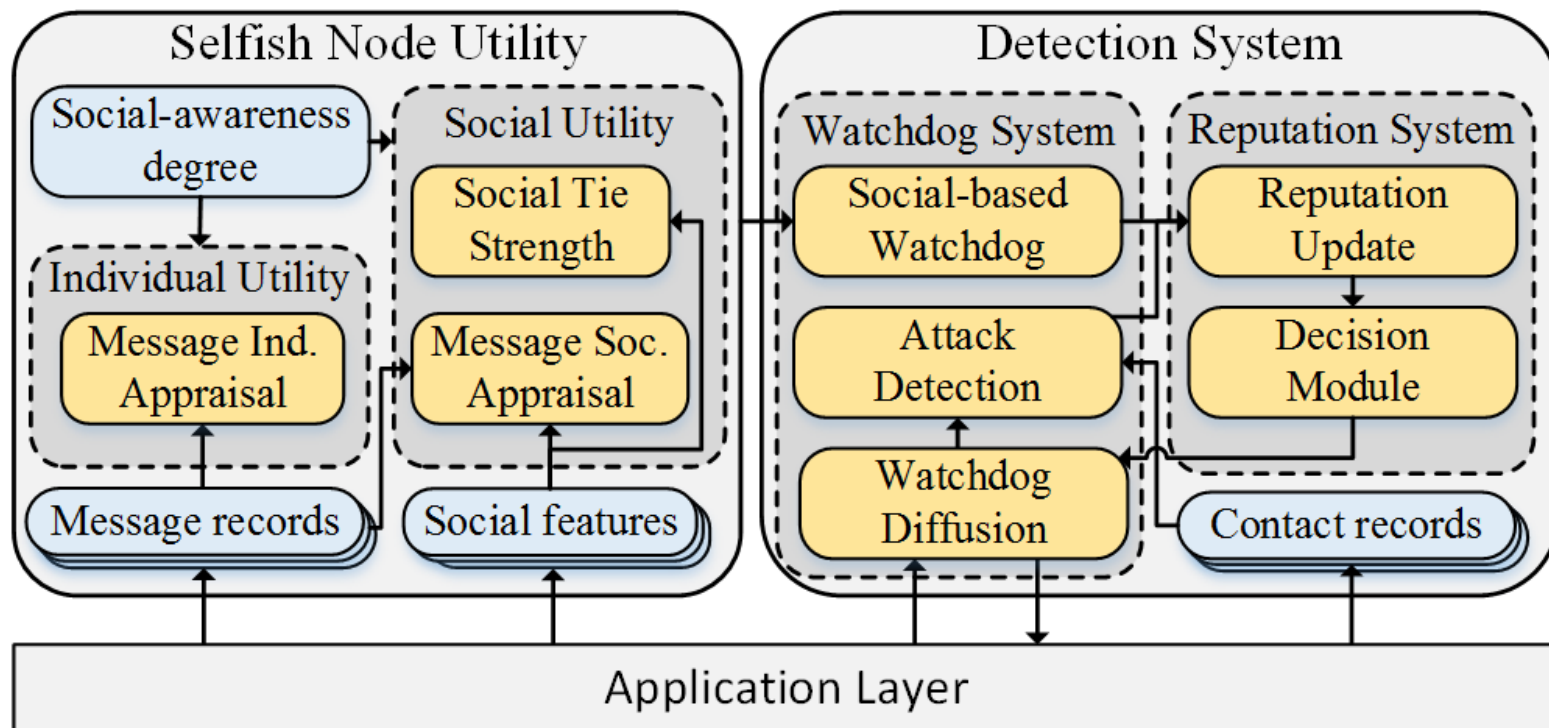 Selfish Node Utility
Social-awareness
degree
Social Utility
Social Tie
Strength
Individual Utility
Message Ind.
Appraisal
Message Soc.
Appraisal
Message records
Social features
Detection System
Watchdog System
Social-based
Watchdog
Attack
Detection
Watchdog
Diffusion
Reputation System
Reputation
Update
Decision
Module
Contact records
Application Layer